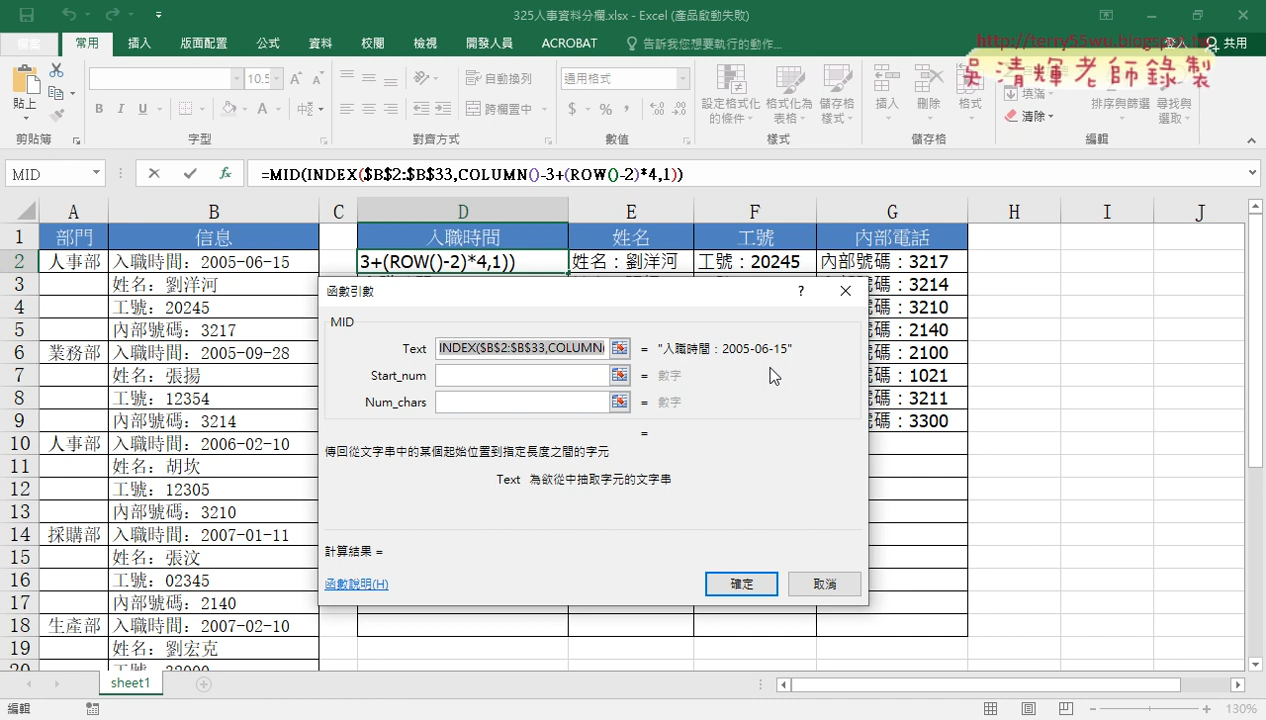 325人事資料分欄.xlsx - Excel (產品啟動失敗)
http://terry55wu.blogspot.tw
吳清輝老師錄製
檔案 常用 插入 版面配置 公式 資料 校閱 檢視 開發人員 ACROBAT 告訴我您想要執行的動作... 登入 共用
貼上 10.5 自動換列 通用格式 設定格式化的條件 格式化為表格 儲存格樣式 插入 刪除 格式 填滿 清除 排序與篩選 尋找與選取
B I U A 中 跨欄置中 $ % ,
剪貼簿 字型 對齊方式 數值 樣式 儲存格 編輯
MID =MID(INDEX($B$2:$B$33,COLUMN()-3+(ROW()-2)*4,1))
A B C D E F G H I J
1 部門 信息 入職時間 姓名 工號 內部電話
2 人事部 入職時間：2005-06-15 3+(ROW()-2)*4,1)) 姓名：劉洋河 工號：20245 內部號碼：3217
3 姓名：劉洋河 號碼：3214
4 工號：20245 號碼：3210
5 內部號碼：3217 號碼：2140
6 業務部 入職時間：2005-09-28 號碼：2100
7 姓名：張揚 號碼：1021
8 工號：12354 號碼：3211
9 內部號碼：3214 號碼：3300
10 人事部 入職時間：2006-02-10
11 姓名：胡坎
12 工號：12305
13 內部號碼：3210
14 採購部 入職時間：2007-01-11
15 姓名：張汶
16 工號：02345
17 內部號碼：2140
18 生產部 入職時間：2007-02-10
19 姓名：劉宏克
20
函數引數 ?
MID
Text INDEX($B$2:$B$33,COLUMN( = "入職時間：2005-06-15"
Start_num = 數字
Num_chars = 數字
=
傳回從文字串中的某個起始位置到指定長度之間的字元
Text 為欲從中抽取字元的文字串
計算結果 =
函數說明(H) 確定 取消
sheet1
編輯 130%